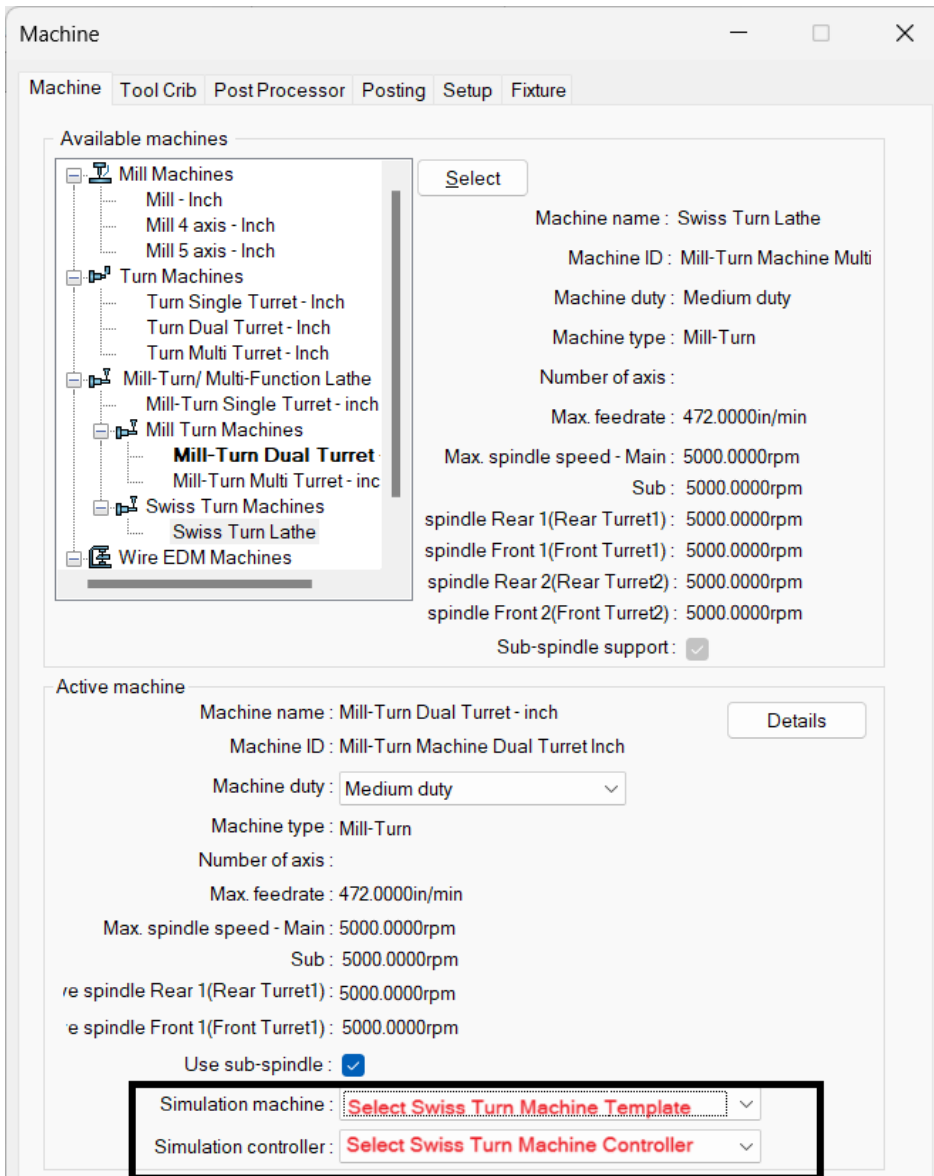 Machine
Machine Tool Crib Post Processor Posting Setup Fixture
Available machines
Mill Machines
Mill - Inch
Mill 4 axis - Inch
Mill 5 axis - Inch
Turn Machines
Turn Single Turret - Inch
Turn Dual Turret - Inch
Turn Multi Turret - Inch
Mill-Turn/ Multi-Function Lathe
Mill-Turn Single Turret - inch
Mill Turn Machines
Mill-Turn Dual Turret
Mill-Turn Multi Turret - inc
Swiss Turn Machines
Swiss Turn Lathe
Wire EDM Machines
Select
Machine name : Swiss Turn Lathe
Machine ID : Mill-Turn Machine Multi
Machine duty : Medium duty
Machine type : Mill-Turn
Number of axis :
Max. feedrate : 472.0000in/min
Max. spindle speed - Main : 5000.0000rpm
Sub : 5000.0000rpm
spindle Rear 1(Rear Turret1) : 5000.0000rpm
spindle Front 1(Front Turret1) : 5000.0000rpm
spindle Rear 2(Rear Turret2) : 5000.0000rpm
spindle Front 2(Front Turret2) : 5000.0000rpm
Sub-spindle support :
Active machine
Machine name : Mill-Turn Dual Turret - inch
Details
Machine ID : Mill-Turn Machine Dual Turret Inch
Machine duty : Medium duty
Machine type : Mill-Turn
Number of axis :
Max. feedrate : 472.0000in/min
Max. spindle speed - Main : 5000.0000rpm
Sub : 5000.0000rpm
ve spindle Rear 1(Rear Turret1) : 5000.0000rpm
e spindle Front 1(Front Turret1) : 5000.0000rpm
Use sub-spindle :
Simulation machine : Select Swiss Turn Machine Template
Simulation controller : Select Swiss Turn Machine Controller